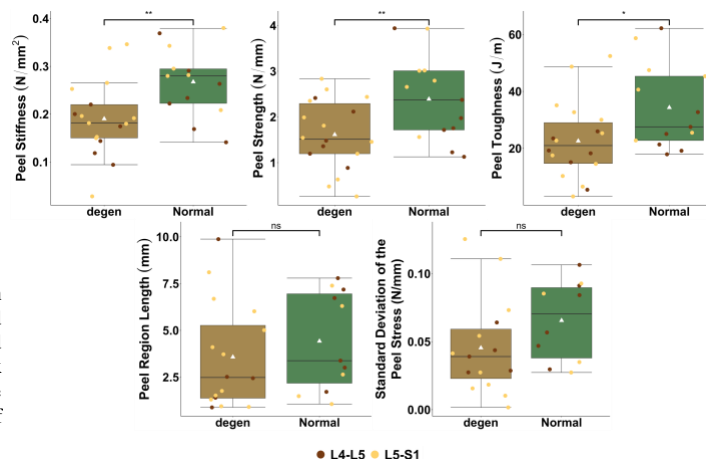 Peel Stiffness (N/mm²)
0.4
0.3
0.2
0.1
**
degen Normal
Peel Strength (N/mm)
4
3
2
1
**
degen Normal
Peel Toughness (J/m)
60
40
20
*
degen Normal
Peel Region Length (mm)
10.0
7.5
5.0
2.5
ns
degen Normal
Standard Deviation of the
Peel Stress (N/mm)
0.10
0.05
0.00
ns
degen Normal
L4-L5 L5-S1